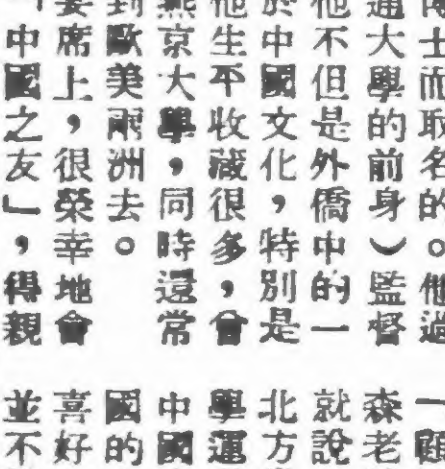 士而取名的。他過
通大學的前身）監督
他不但是外僑中的一
於中國文化，特別是
他生平收藏很多，會
燕京大學，同時還常
到歐美兩洲去。
宴席上，很榮幸地會
「中國之友」，得親
一
森老
就說
北方
學運
中國
國的
喜好
並不